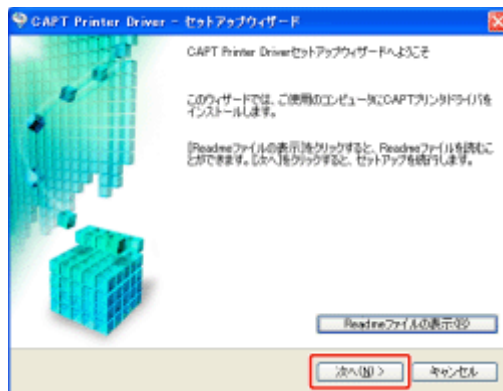 CAPT Printer Driver - セットアップウィザード
CAPT Printer Driverセットアップウィザードへようこそ
このウィザードでは、ご使用のコンピュータにCAPTプリンタドライバを
インストールします。
[Readmeファイルの表示]をクリックすると、Readmeファイルを読むこ
とができます。[次へ]をクリックすると、セットアップを続行します。
Readmeファイルの表示(R)
次へ(N) >
キャンセル